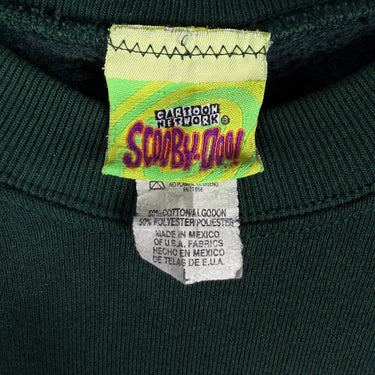 CARTOON
NETWORK
SCOOBY-DOO!
50% COTTON/ALGODON
50% POLYESTER/POLIESTER
MADE IN MEXICO
OF U.S.A. FABRICS
HECHO EN MEXICO
DE TELAS DE E.U.A.